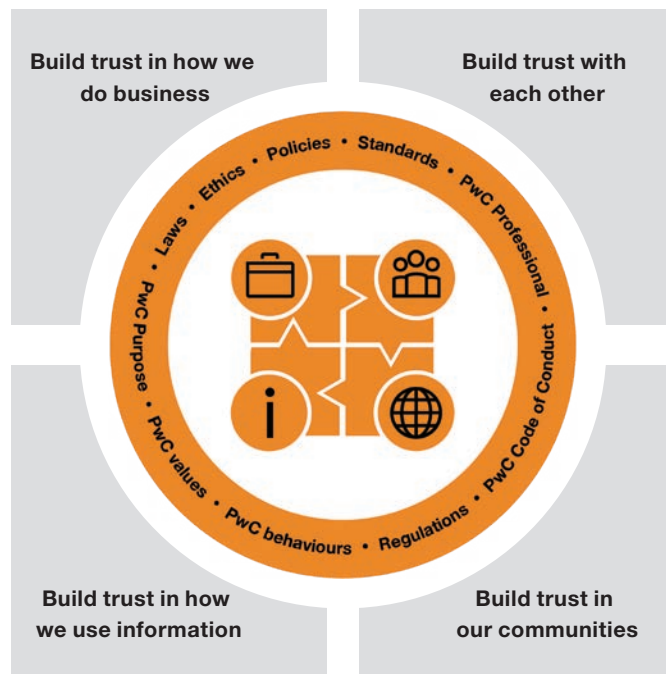 Build trust in how we
do business
Build trust with
each other
PwC Purpose • Laws • Ethics • Policies • Standards • PwC Professional • PwC Code of Conduct • Regulations • PwC behaviours • PwC values •
i
Build trust in how
we use information
Build trust in
our communities